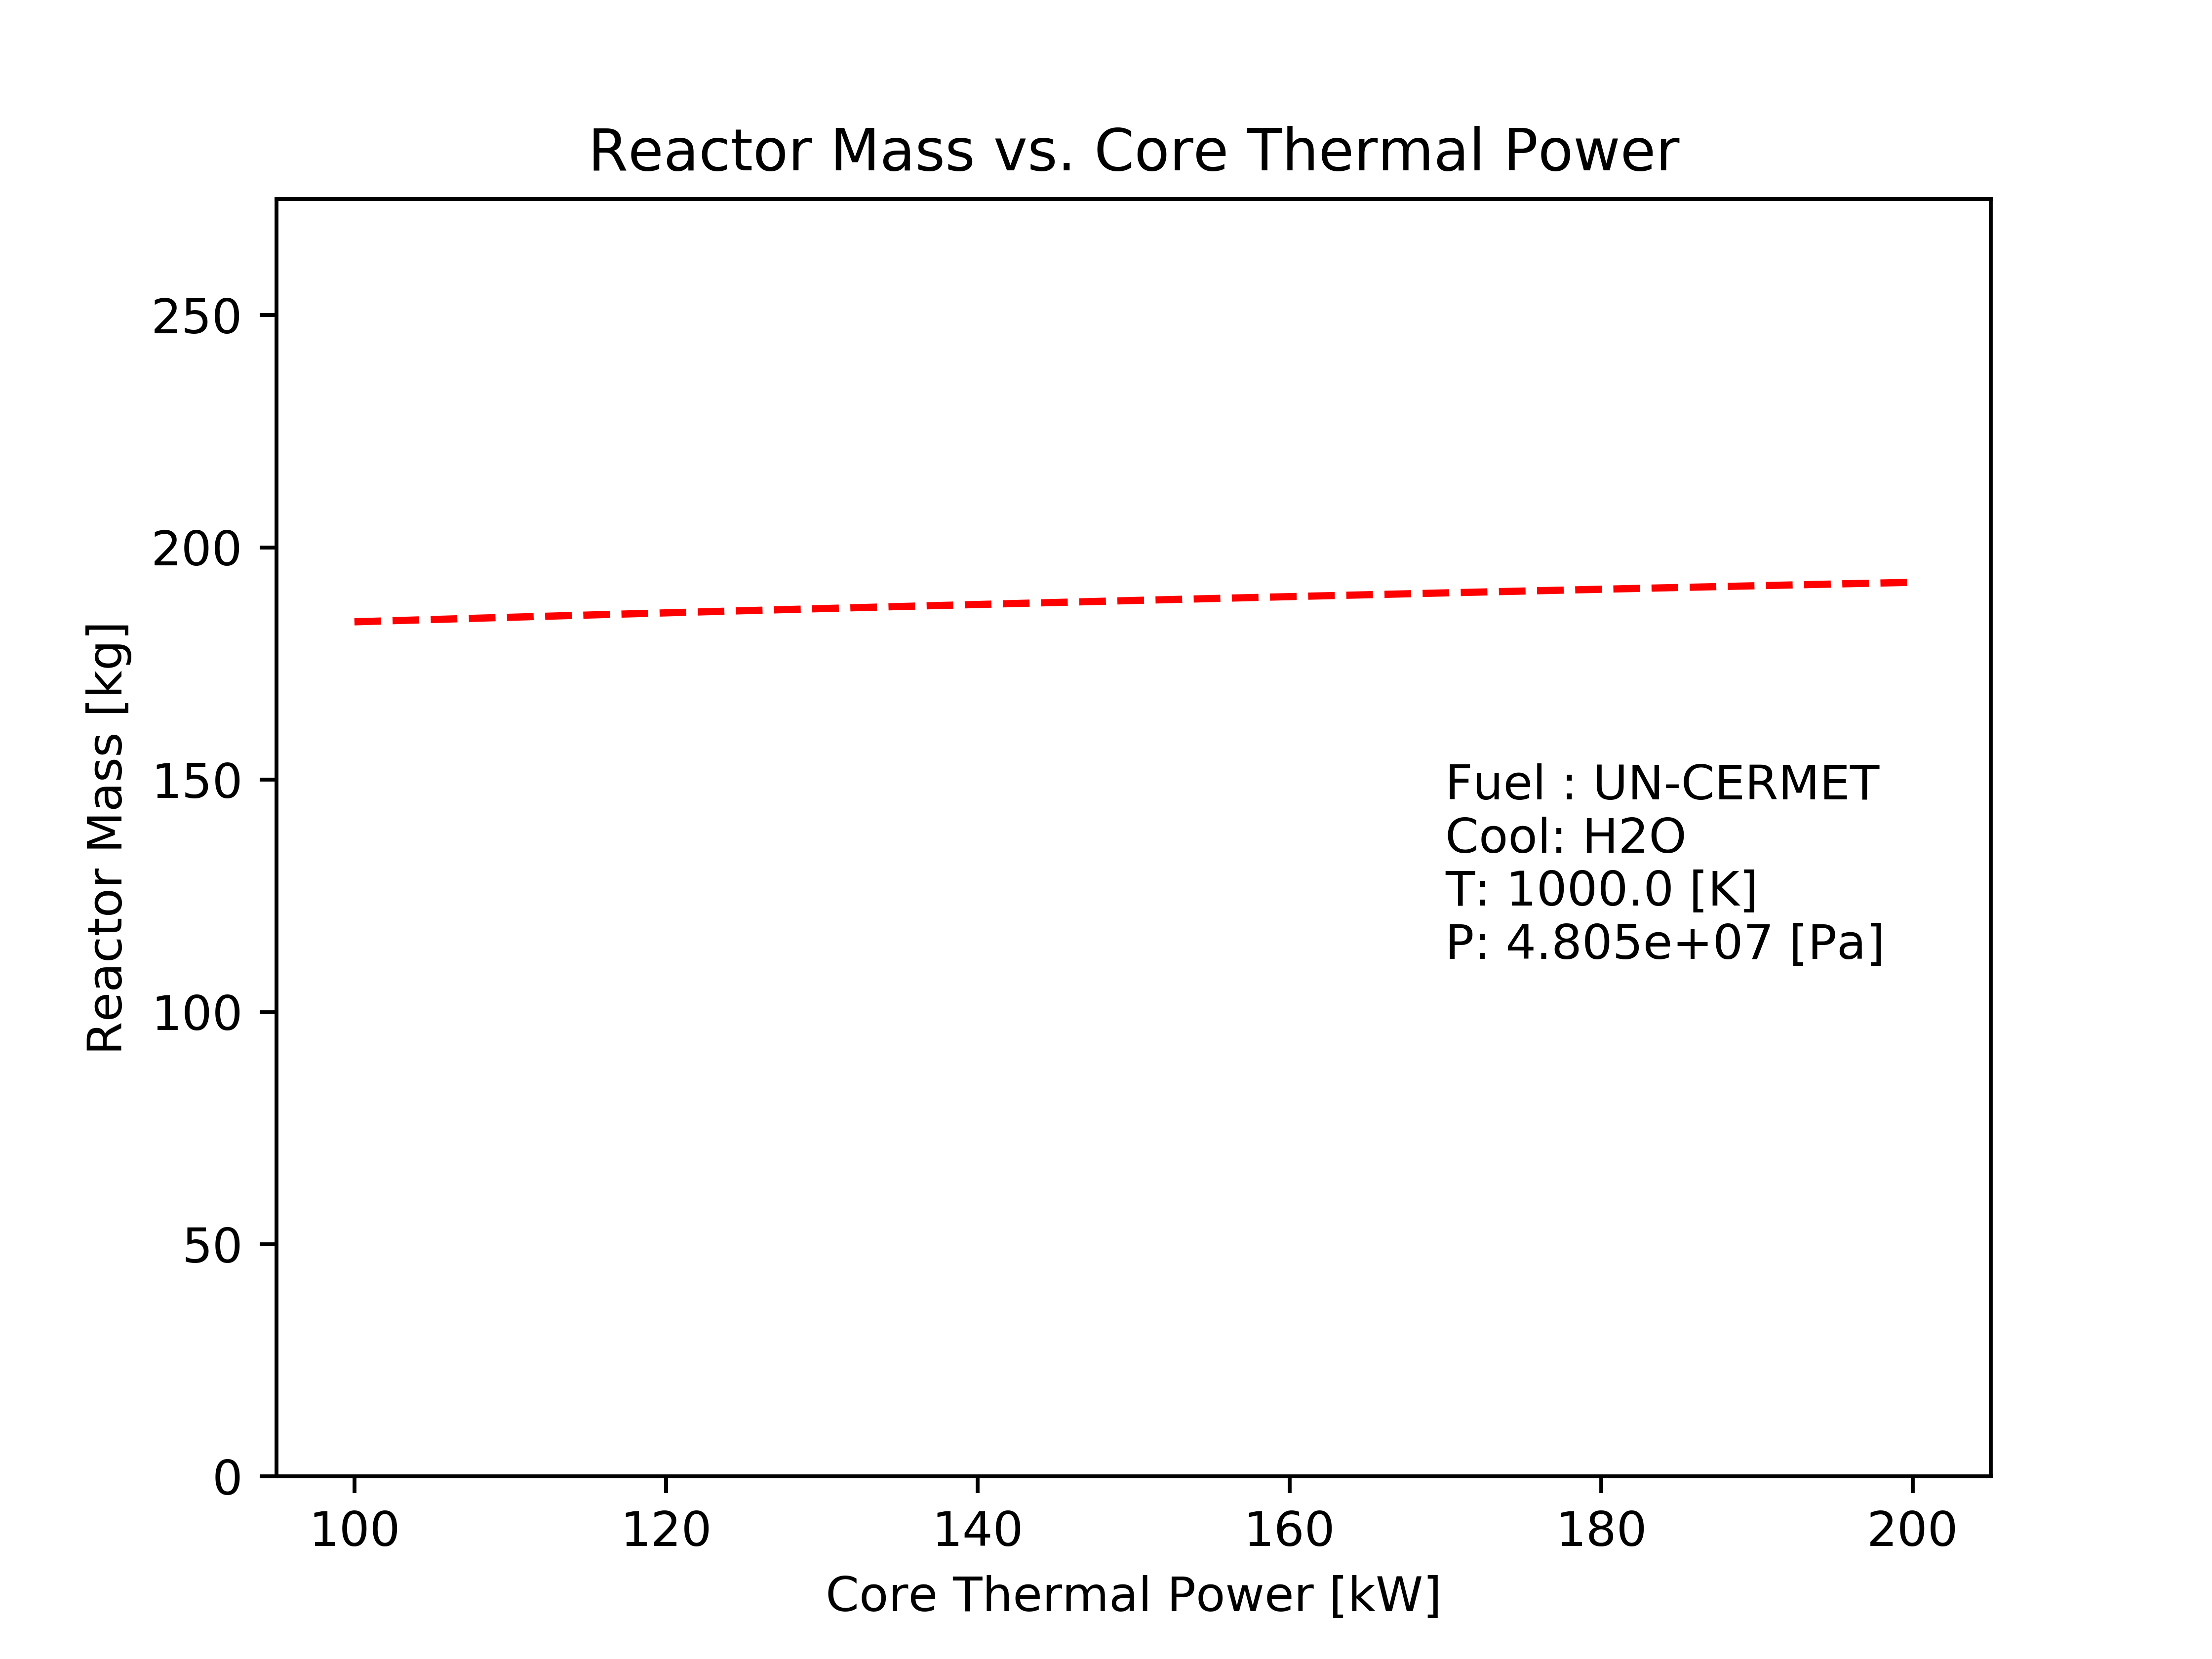 Reactor Mass vs. Core Thermal Power
250
200
150
100
50
0
Reactor Mass [kg]
Fuel : UN-CERMET
Cool: H2O
T: 1000.0 [K]
P: 4.805e+07 [Pa]
100 120 140 160 180 200
Core Thermal Power [kW]